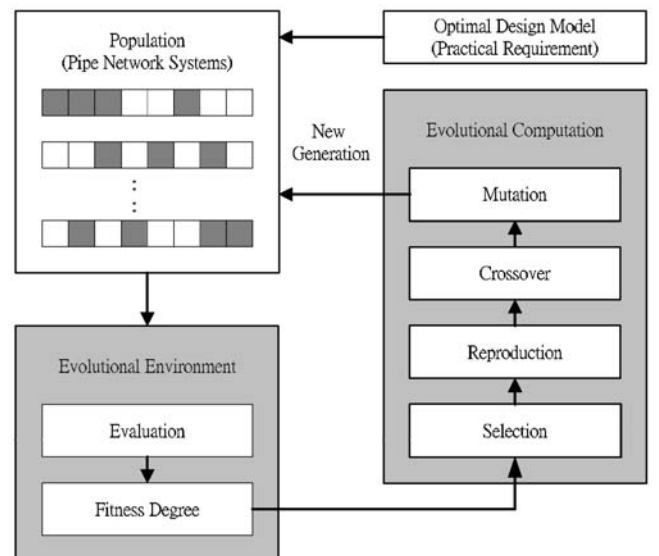 Population
(Pipe Network Systems)
Optimal Design Model
(Practical Requirement)
New
Generation
Evolutional Computation
Mutation
Crossover
Reproduction
Selection
Evolutional Environment
Evaluation
Fitness Degree